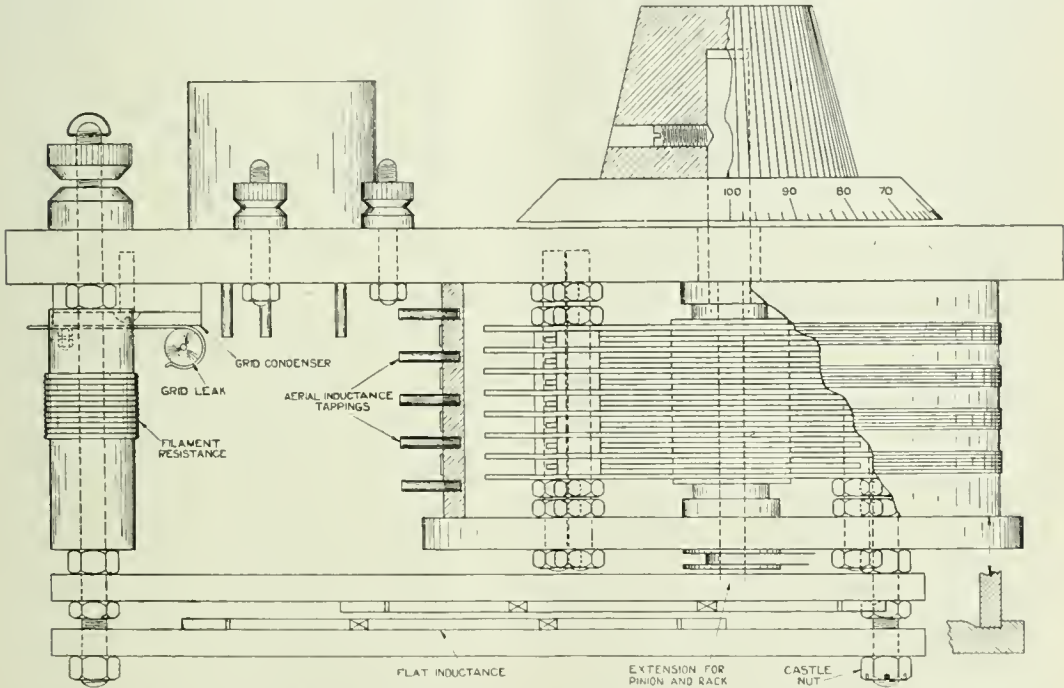 100 90 80 70
GRID CONDENSER
GRID LEAK
AERIAL INDUCTANCE
TAPPINGS
FILAMENT
RESISTANCE
FLAT INDUCTANCE
EXTENSION FOR
PINION AND RACK
CASTLE
NUT